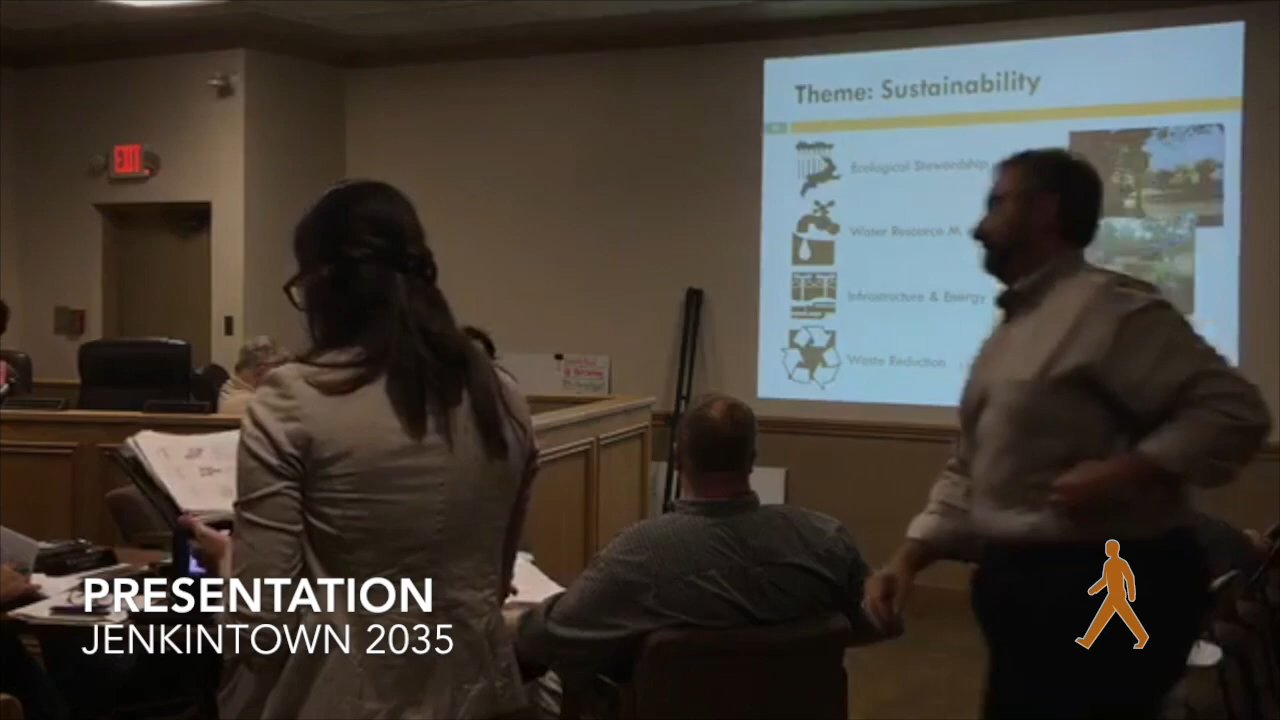 Theme: Sustainability
EXIT
Ecological Stewardship
Water Resource M
Infrastructure & Energy
Waste Reduction
PRESENTATION
JENKINTOWN 2035